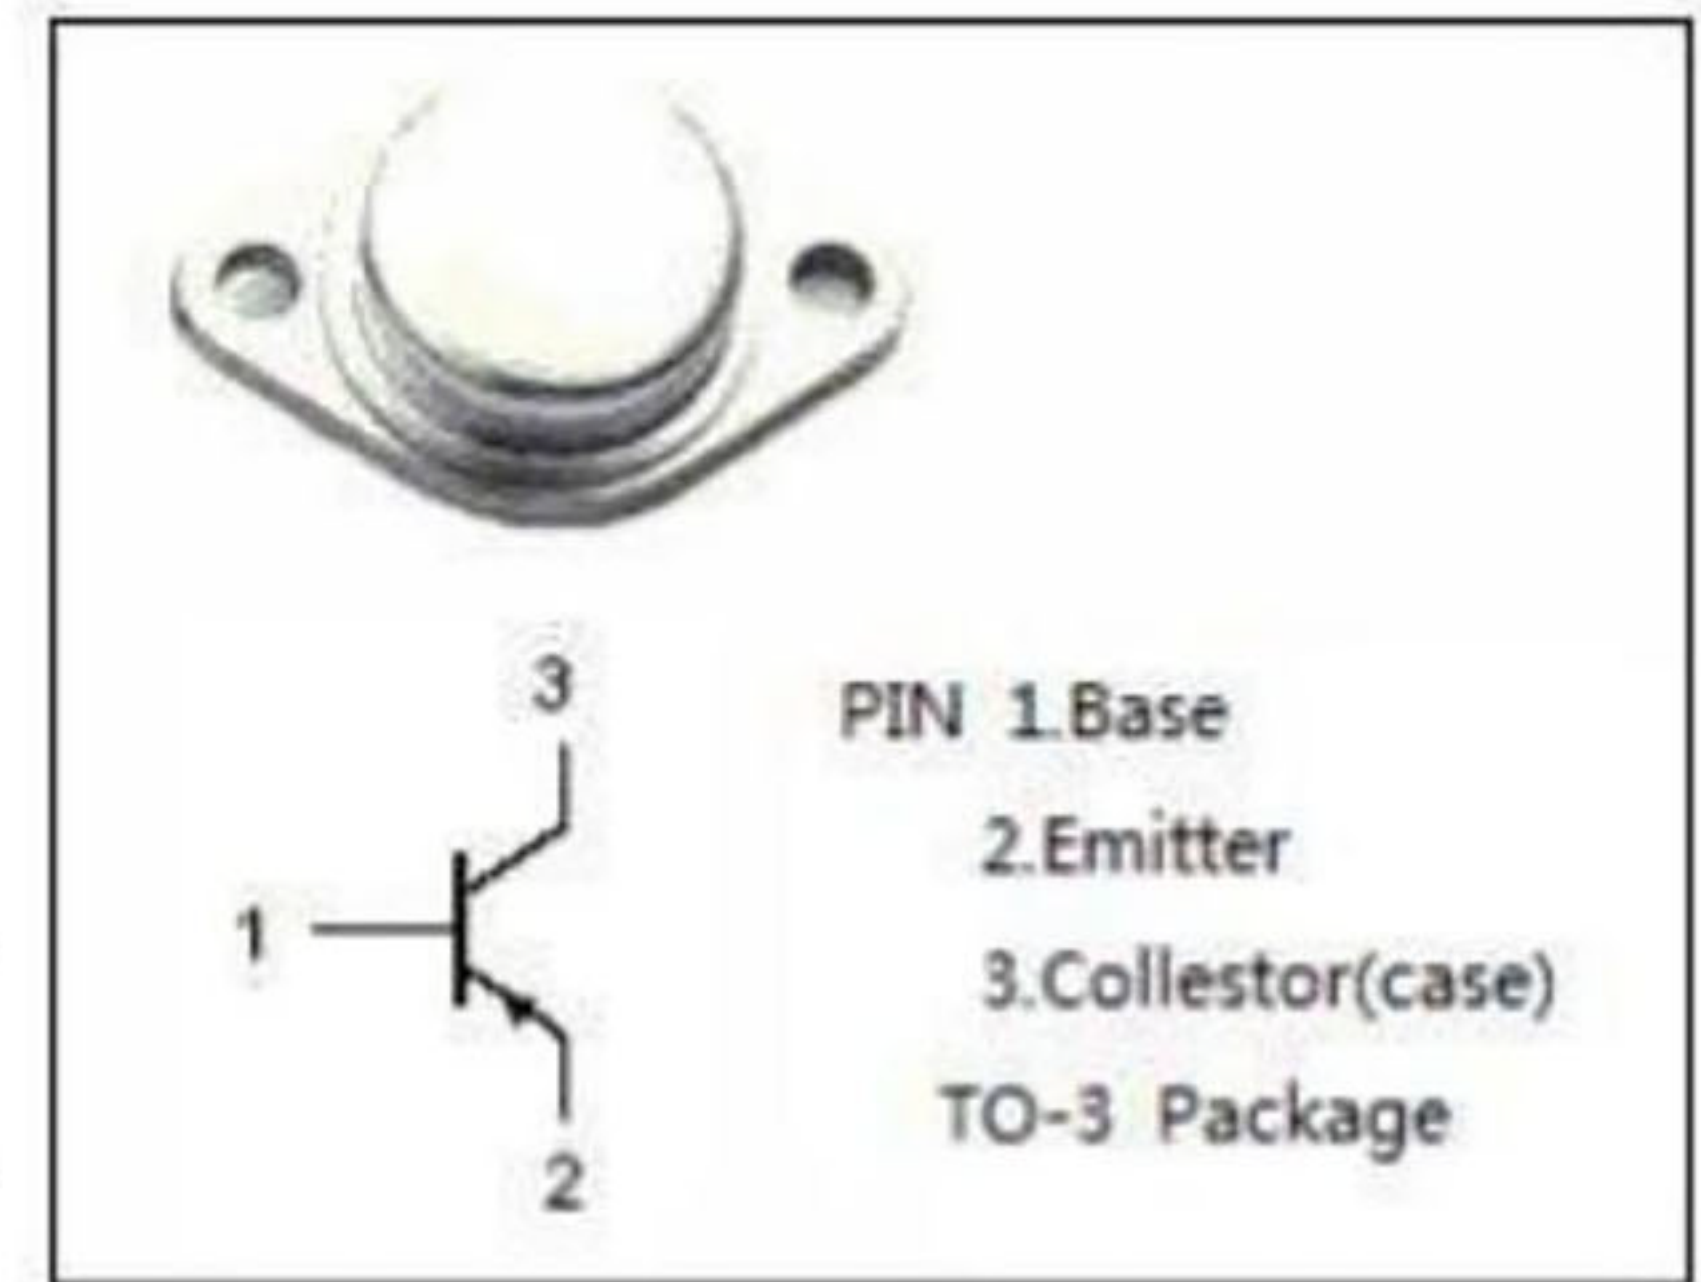 3
1
2
PIN 1.Base
2.Emitter
3.Collestor(case)
TO-3 Package